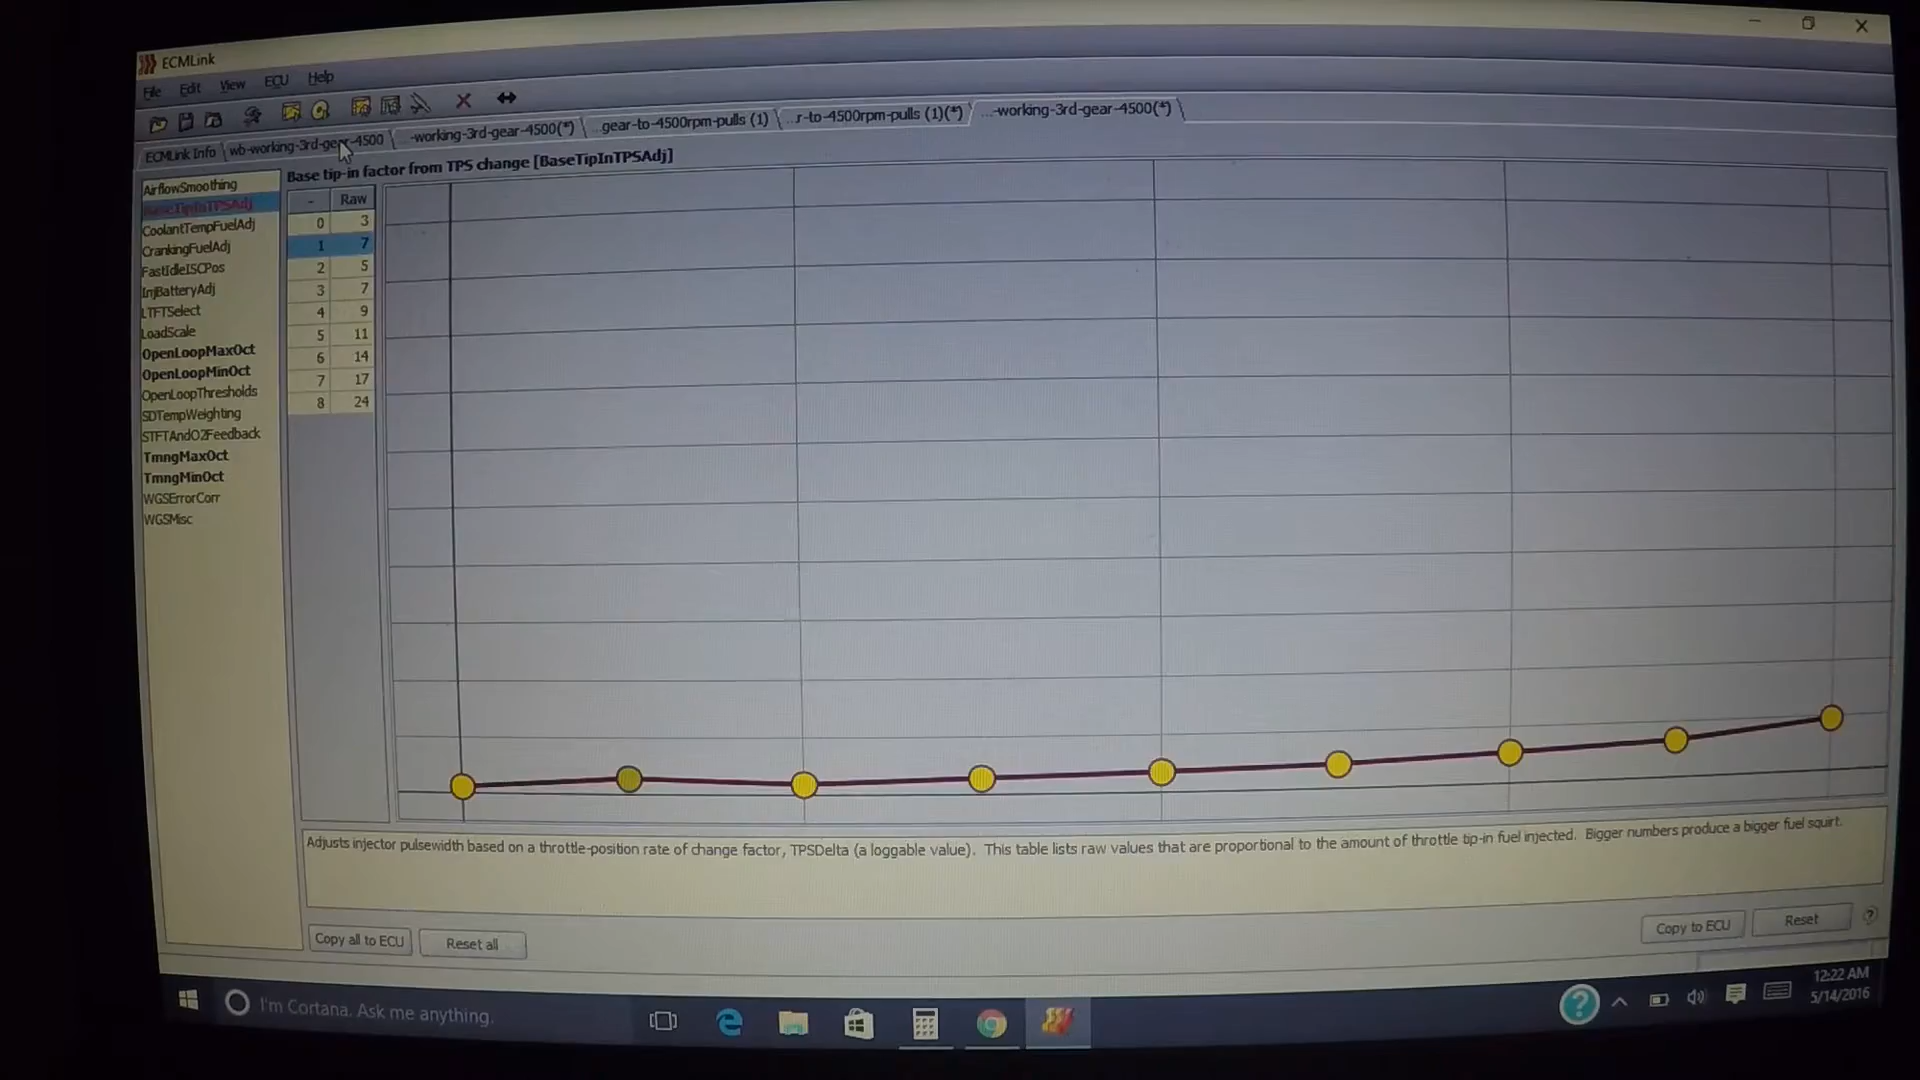 ECMLink
File Edit View ECU Help
ECMLink Info wb-working-3rd-gear-4500 -working-3rd-gear-4500(*) ...gear-to-4500rpm-pulls (1) ...r-to-4500rpm-pulls (1)(*) ...-working-3rd-gear-4500(*)
Base tip-in factor from TPS change [BaseTipInTPSAdj]
AirflowSmoothing
BaseTipInTPSAdj
CoolantTempFuelAdj
CrankingFuelAdj
FastIdleISCPos
InjBatteryAdj
LTFTSelect
LoadScale
OpenLoopMaxOct
OpenLoopMinOct
OpenLoopThresholds
SDTempWeighting
STFTAndO2Feedback
TmngMaxOct
TmngMinOct
WGSErrorCorr
WGSMisc
- Raw
0 3
1 7
2 5
3 7
4 9
5 11
6 14
7 17
8 24
Adjusts injector pulsewidth based on a throttle-position rate of change factor, TPSDelta (a loggable value). This table lists raw values that are proportional to the amount of throttle tip-in fuel injected. Bigger numbers produce a bigger fuel squirt.
Copy all to ECU Reset all Copy to ECU Reset ?
I'm Cortana. Ask me anything.
?
12:22 AM
5/14/2016